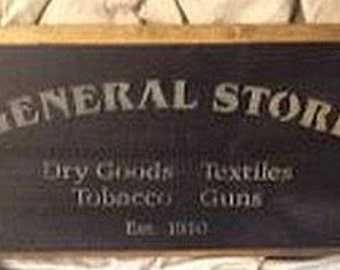 GENERAL STORE
Dry Goods Textiles
Tobacco Guns
Est. 1910